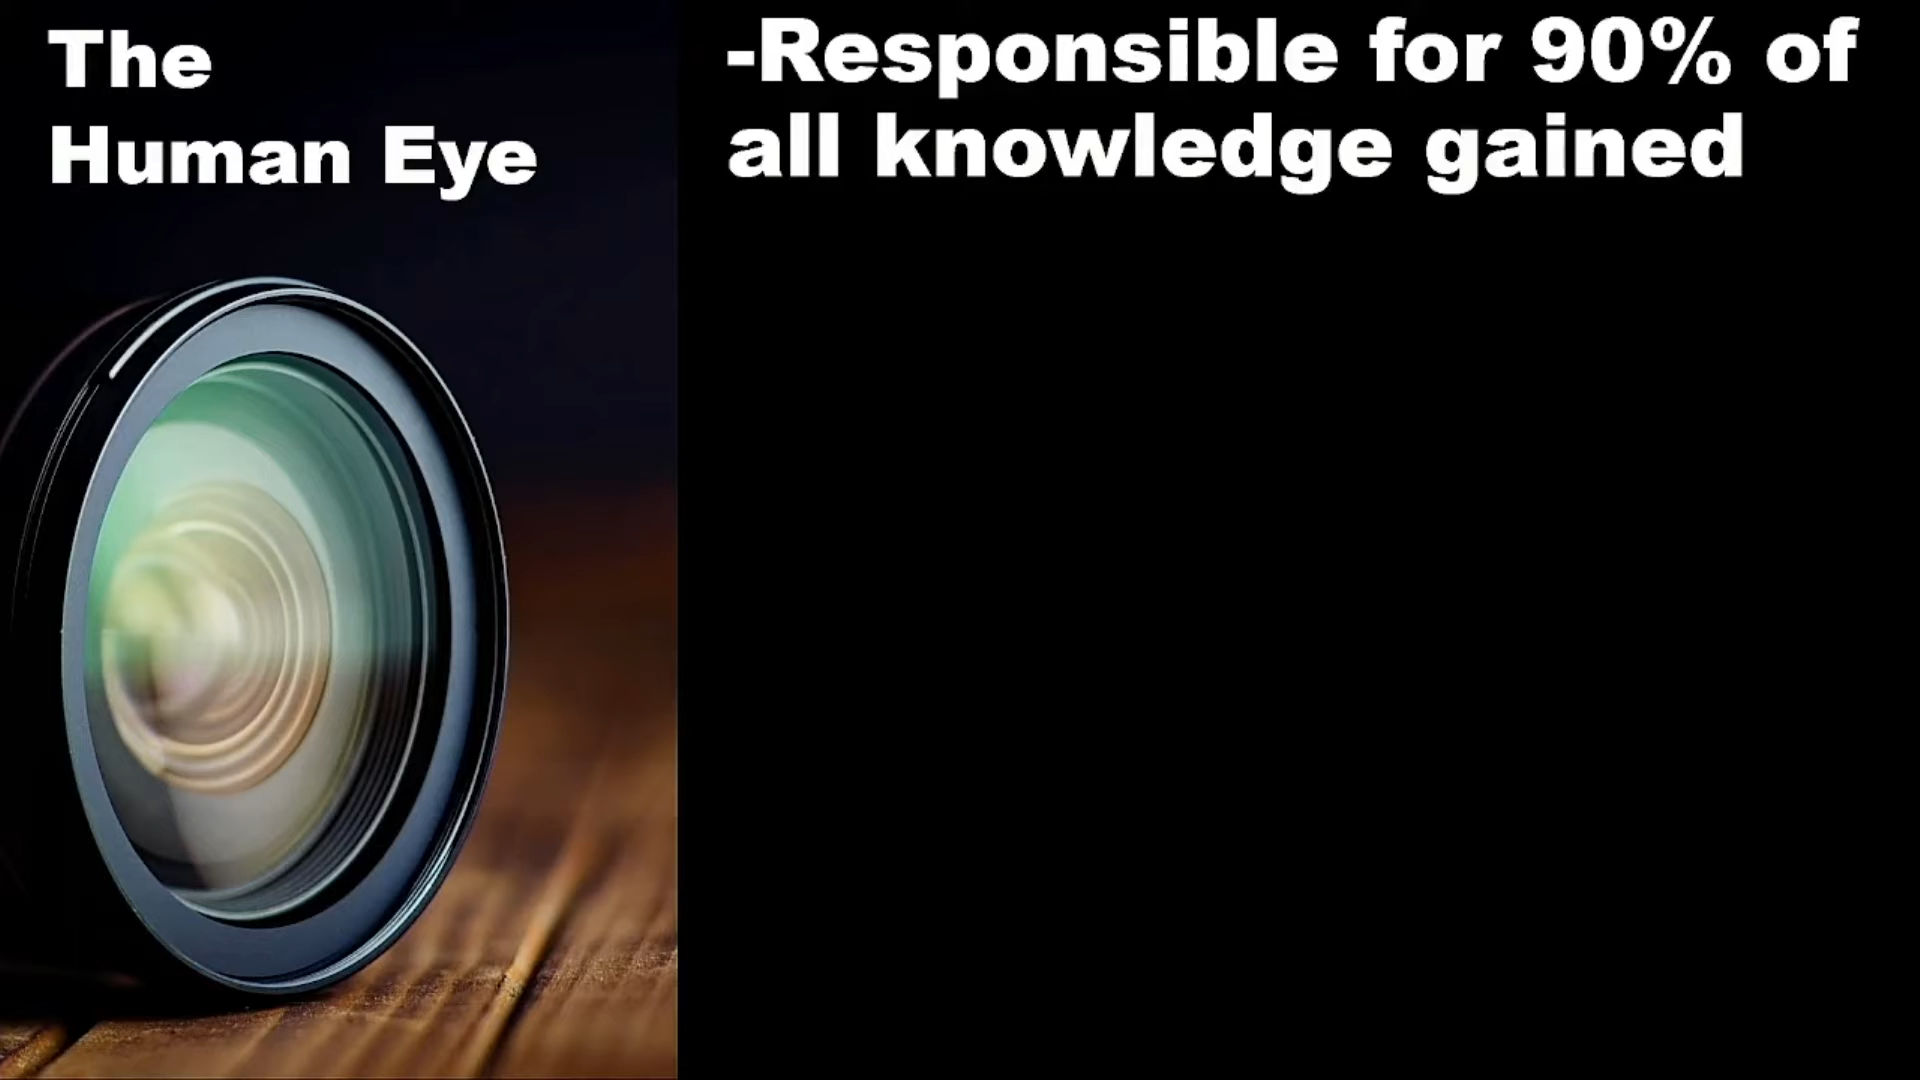 The
Human Eye
-Responsible for 90% of
all knowledge gained